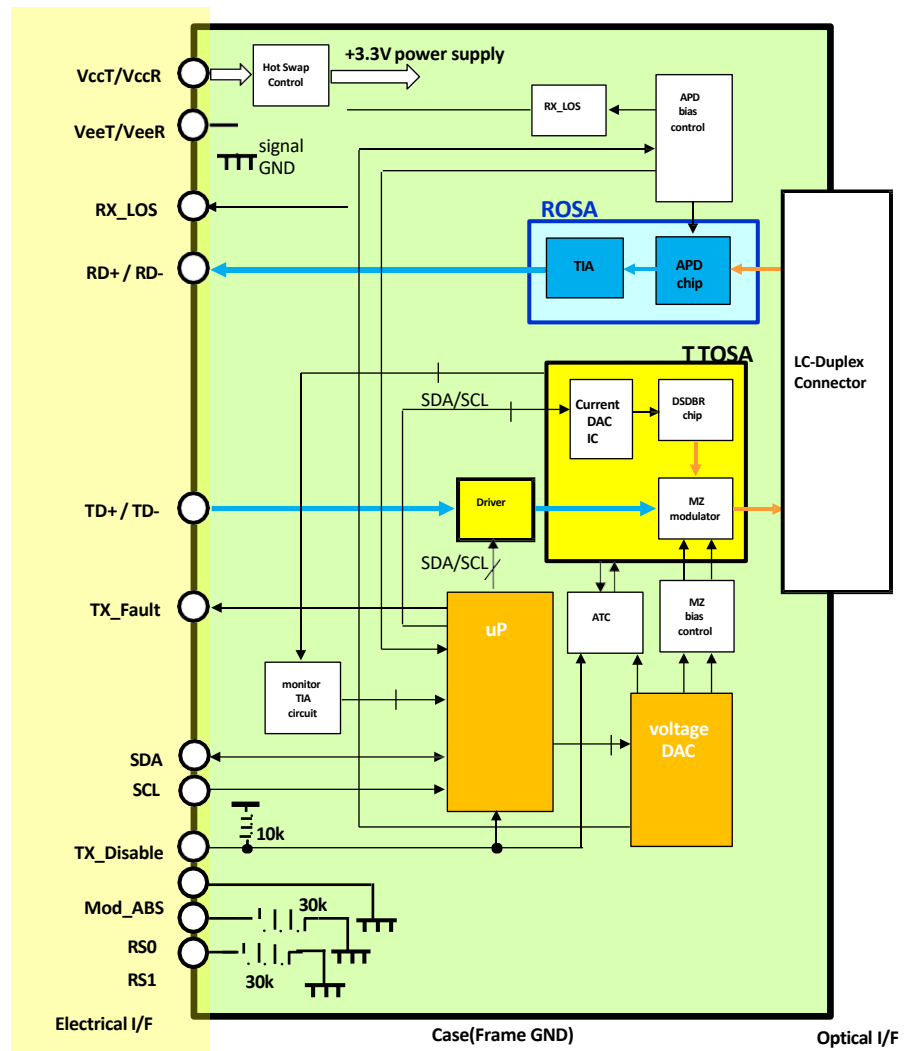 +3.3V power supply
VccT/VccR
Hot Swap
Control
APD
bias
control
RX_LOS
VeeT/VeeR
signal
GND
RX_LOS
ROSA
RD+ / RD-
TIA
APD
chip
LC-Duplex
Connector
T TOSA
SDA/SCL
Current
DAC
IC
DSDBR
chip
TD+ / TD-
Driver
MZ
modulator
SDA/SCL
TX_Fault
uP
ATC
MZ
bias
control
monitor
TIA
circuit
voltage
DAC
SDA
SCL
10k
TX_Disable
Mod_ABS
30k
RS0
RS1
30k
Electrical I/F
Case(Frame GND)
Optical I/F